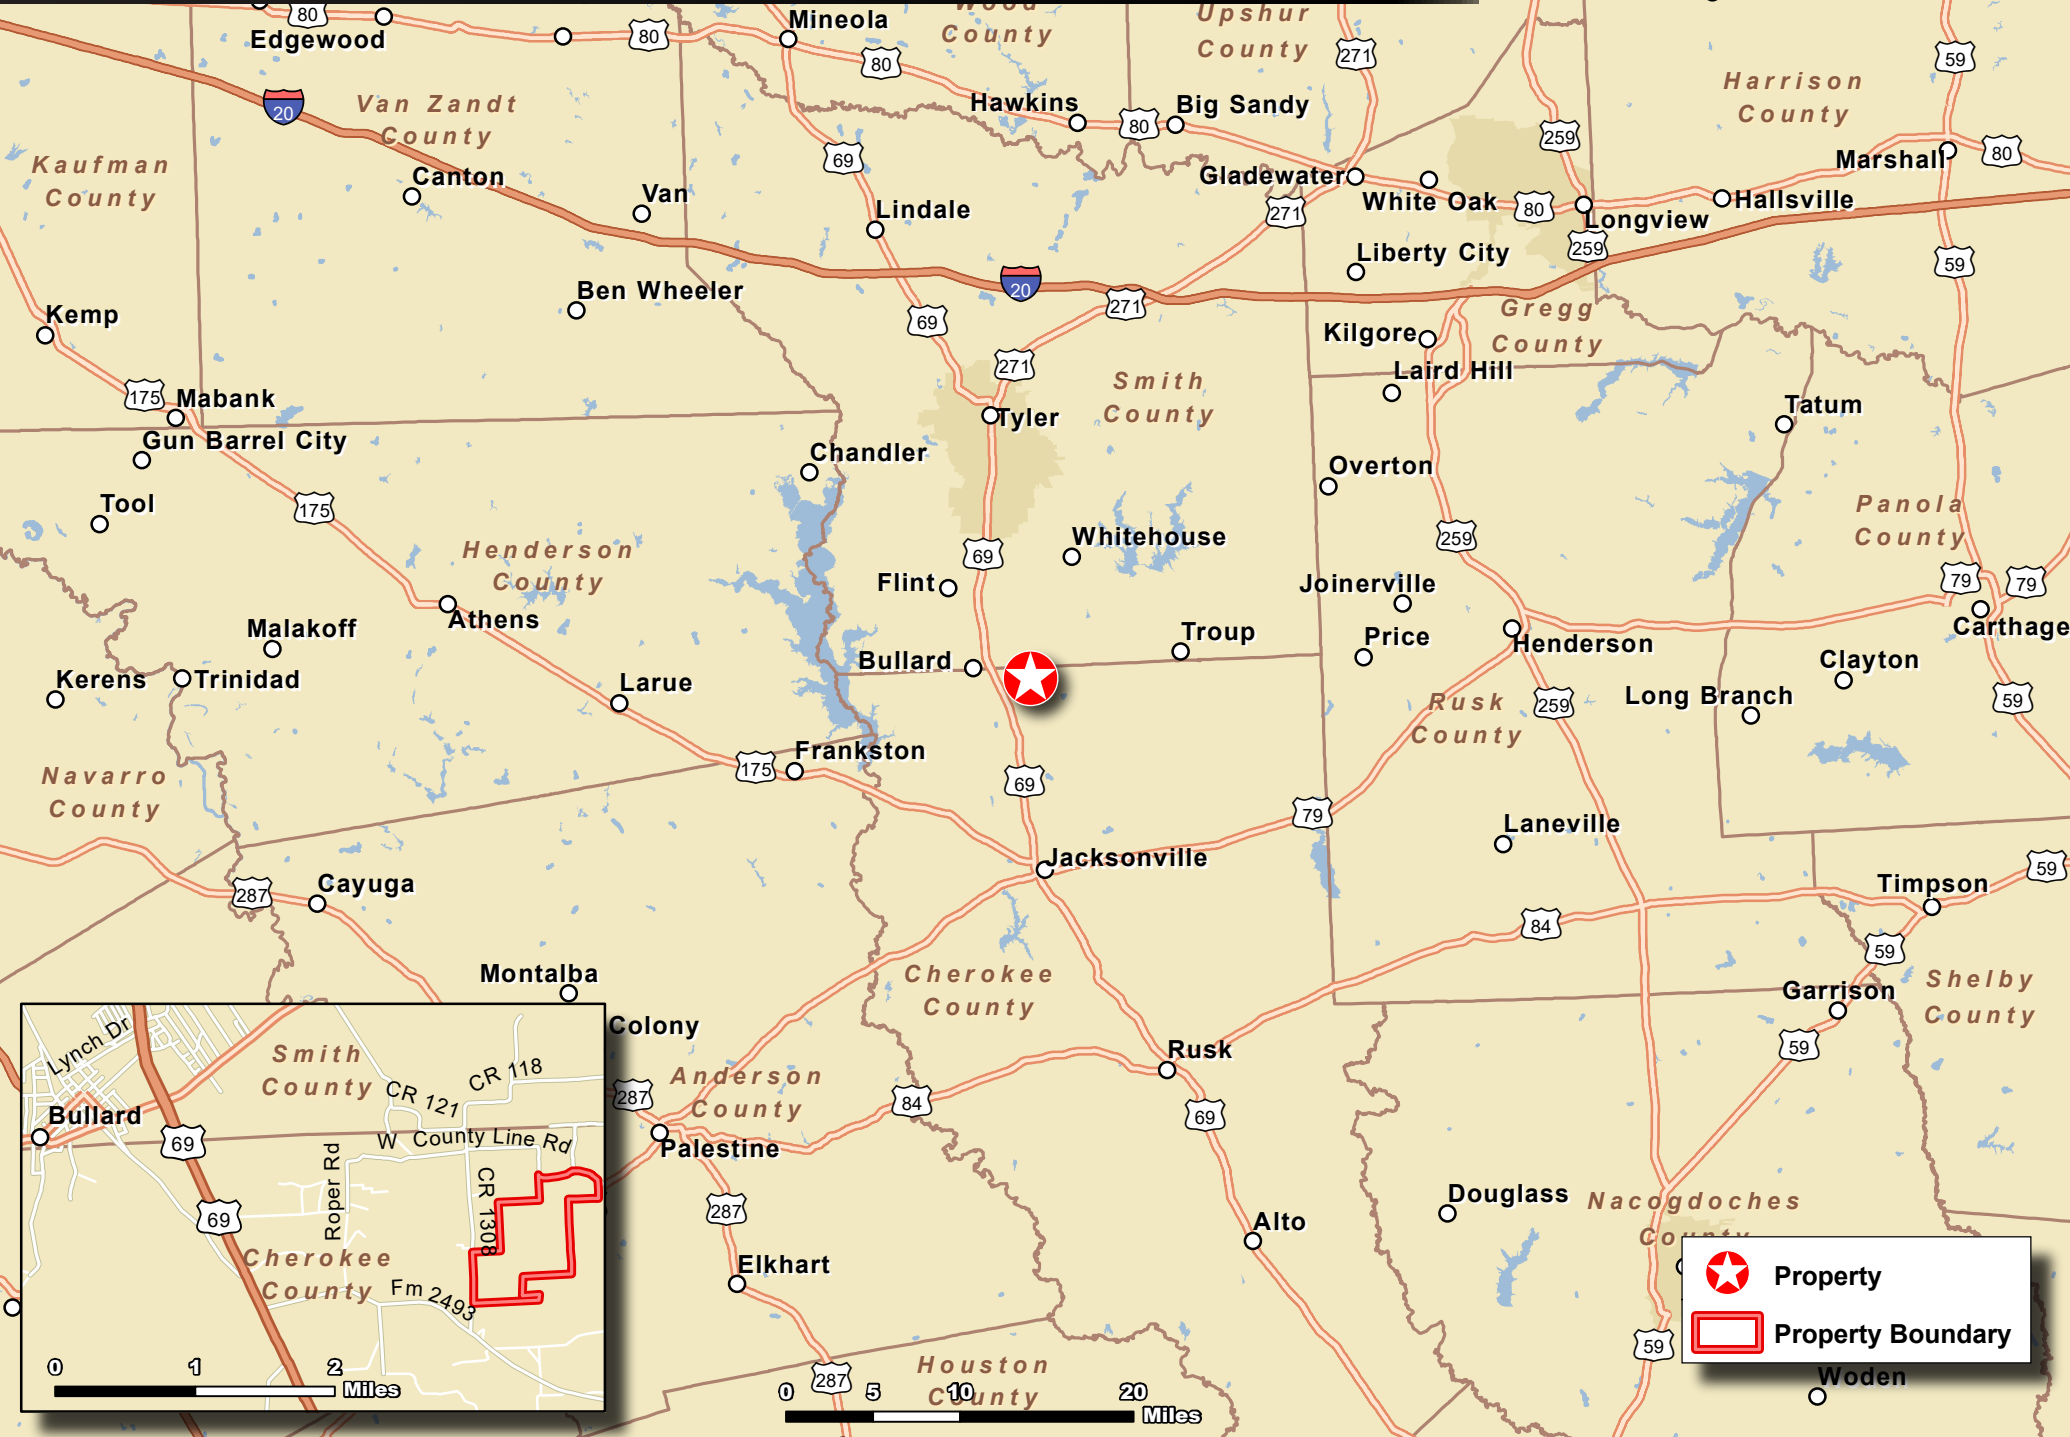 80
Edgewood
80
Mineola
Wood
County
80
Upshur
County
271
59
Harrison
County
20
Van Zandt
County
Hawkins
80
Big Sandy
259
Kaufman
County
69
Marshall
80
Canton
Van
Gladewater
White Oak
80
Hallsville
Lindale
271
Longview
259
Liberty City
59
20
Ben Wheeler
271
Gregg
County
Kemp
69
Kilgore
271
Laird Hill
175
Mabank
Smith
County
Tatum
Tyler
Gun Barrel City
Chandler
Overton
Tool
175
Panola
County
Henderson
County
Whitehouse
259
69
Flint
Joinerville
79
79
Athens
Malakoff
Troup
Price
Henderson
Carthage
Bullard
Clayton
Kerens
Trinidad
Larue
Rusk
County
259
Long Branch
59
Navarro
County
175
Frankston
69
79
Laneville
Jacksonville
287
Cayuga
Timpson
59
84
59
Montalba
Cherokee
County
Shelby
County
Garrison
Colony
Rusk
59
287
Anderson
County
84
69
Palestine
287
Douglass
Nacogdoches
County
Alto
Elkhart
59
287
Houston
County
Woden
0 5 10 20
Miles
Lynch Dr
Smith
County
CR 118
CR 121
Bullard
69
W County Line Rd
Roper Rd
CR 1308
69
Cherokee
County
Fm 2493
0 1 2
Miles
Property
Property Boundary